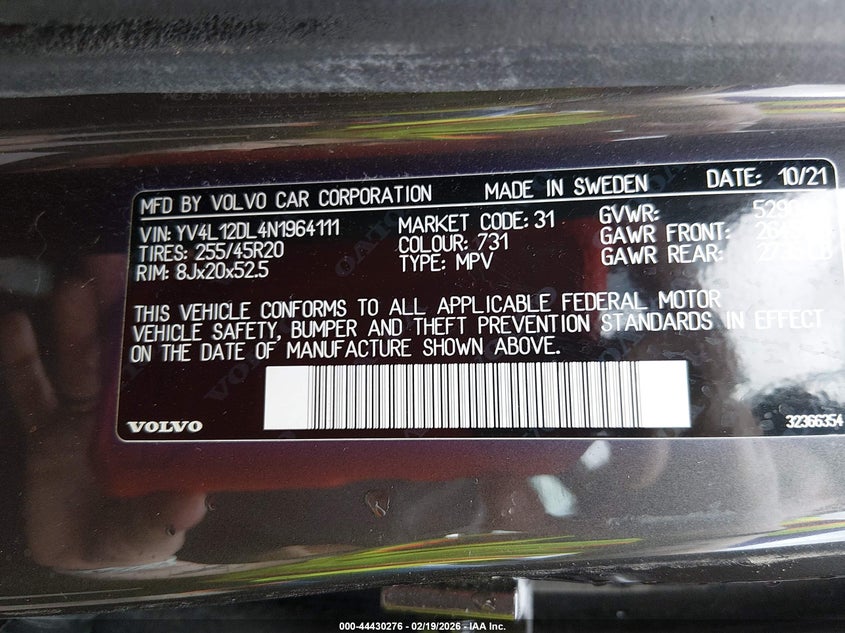 MFD BY VOLVO CAR CORPORATION MADE IN SWEDEN DATE: 10/21
VIN: YV4L12DL4N1964111 MARKET CODE: 31 GVWR:
TIRES: 255/45R20 COLOUR: 731 GAWR FRONT:
RIM: 8Jx20x52.5 TYPE: MPV GAWR REAR:
THIS VEHICLE CONFORMS TO ALL APPLICABLE FEDERAL MOTOR
VEHICLE SAFETY, BUMPER AND THEFT PREVENTION STANDARDS IN EFFECT
ON THE DATE OF MANUFACTURE SHOWN ABOVE.
VOLVO 32366354
000-44430276 - 02/19/2026 - IAA Inc.